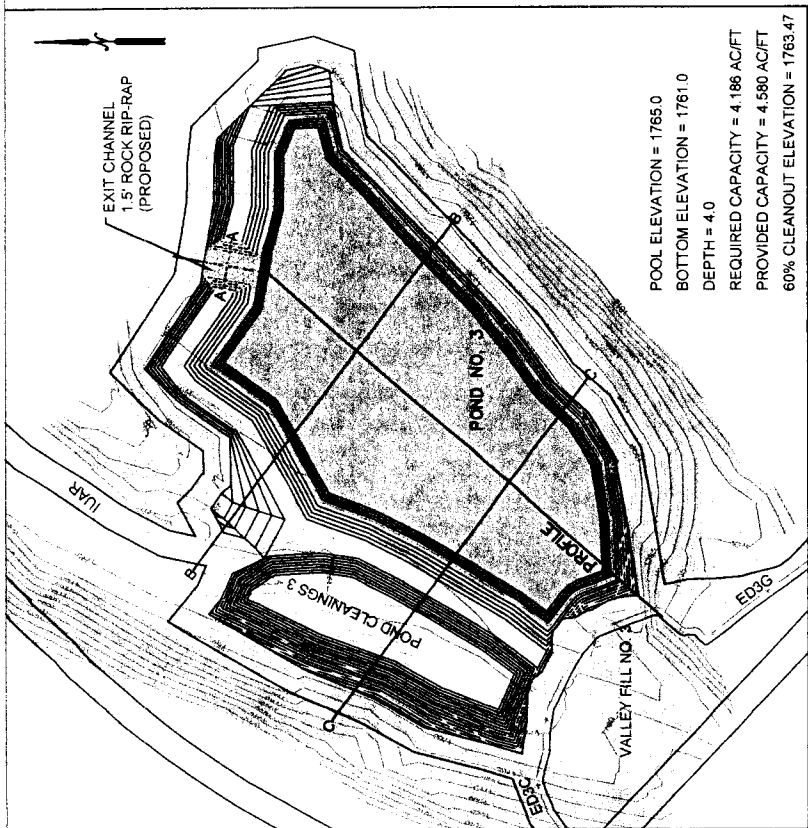 EXIT CHANNEL
1.5' ROCK RIP-RAP
(PROPOSED)
N
A
A'
B
B'
C
C'
IUAR
POND NO. 3
PROFILE
POND CLEANINGS 3
ED3G
ED3C
VALLEY FILL NO.
POOL ELEVATION = 1765.0
BOTTOM ELEVATION = 1761.0
DEPTH = 4.0
REQUIRED CAPACITY = 4.186 AC/FT
PROVIDED CAPACITY = 4.580 AC/FT
60% CLEANOUT ELEVATION = 1763.47